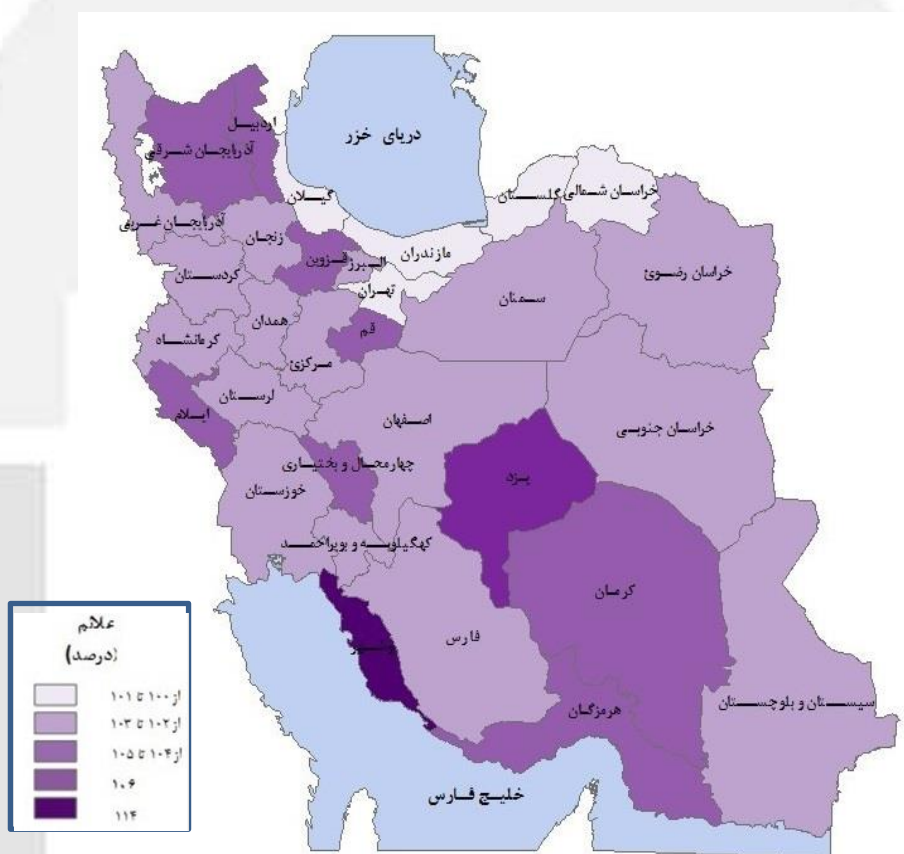 دریای خزر
اردبیل
آذربایجان شرقی
گیلان
گلستان
خراسان شمالی
آذربایجان غربی
زنجان
مازندران
قزوین
البرز
خراسان رضوی
کردستان
تهران
سمنان
همدان
قم
کرمانشاه
مرکزی
لرستان
ایلام
اصفهان
خراسان جنوبی
چهارمحال و بختیاری
یزد
خوزستان
کهگیلویه و بویراحمد
کرمان
فارس
هرمزگان
سیستان و بلوچستان
خلیج فارس
علائم
(درصد)
از ۱۰۰ تا ۱۰۱
از ۱۰۲ تا ۱۰۳
از ۱۰۴ تا ۱۰۵
۱۰۶
۱۱۴